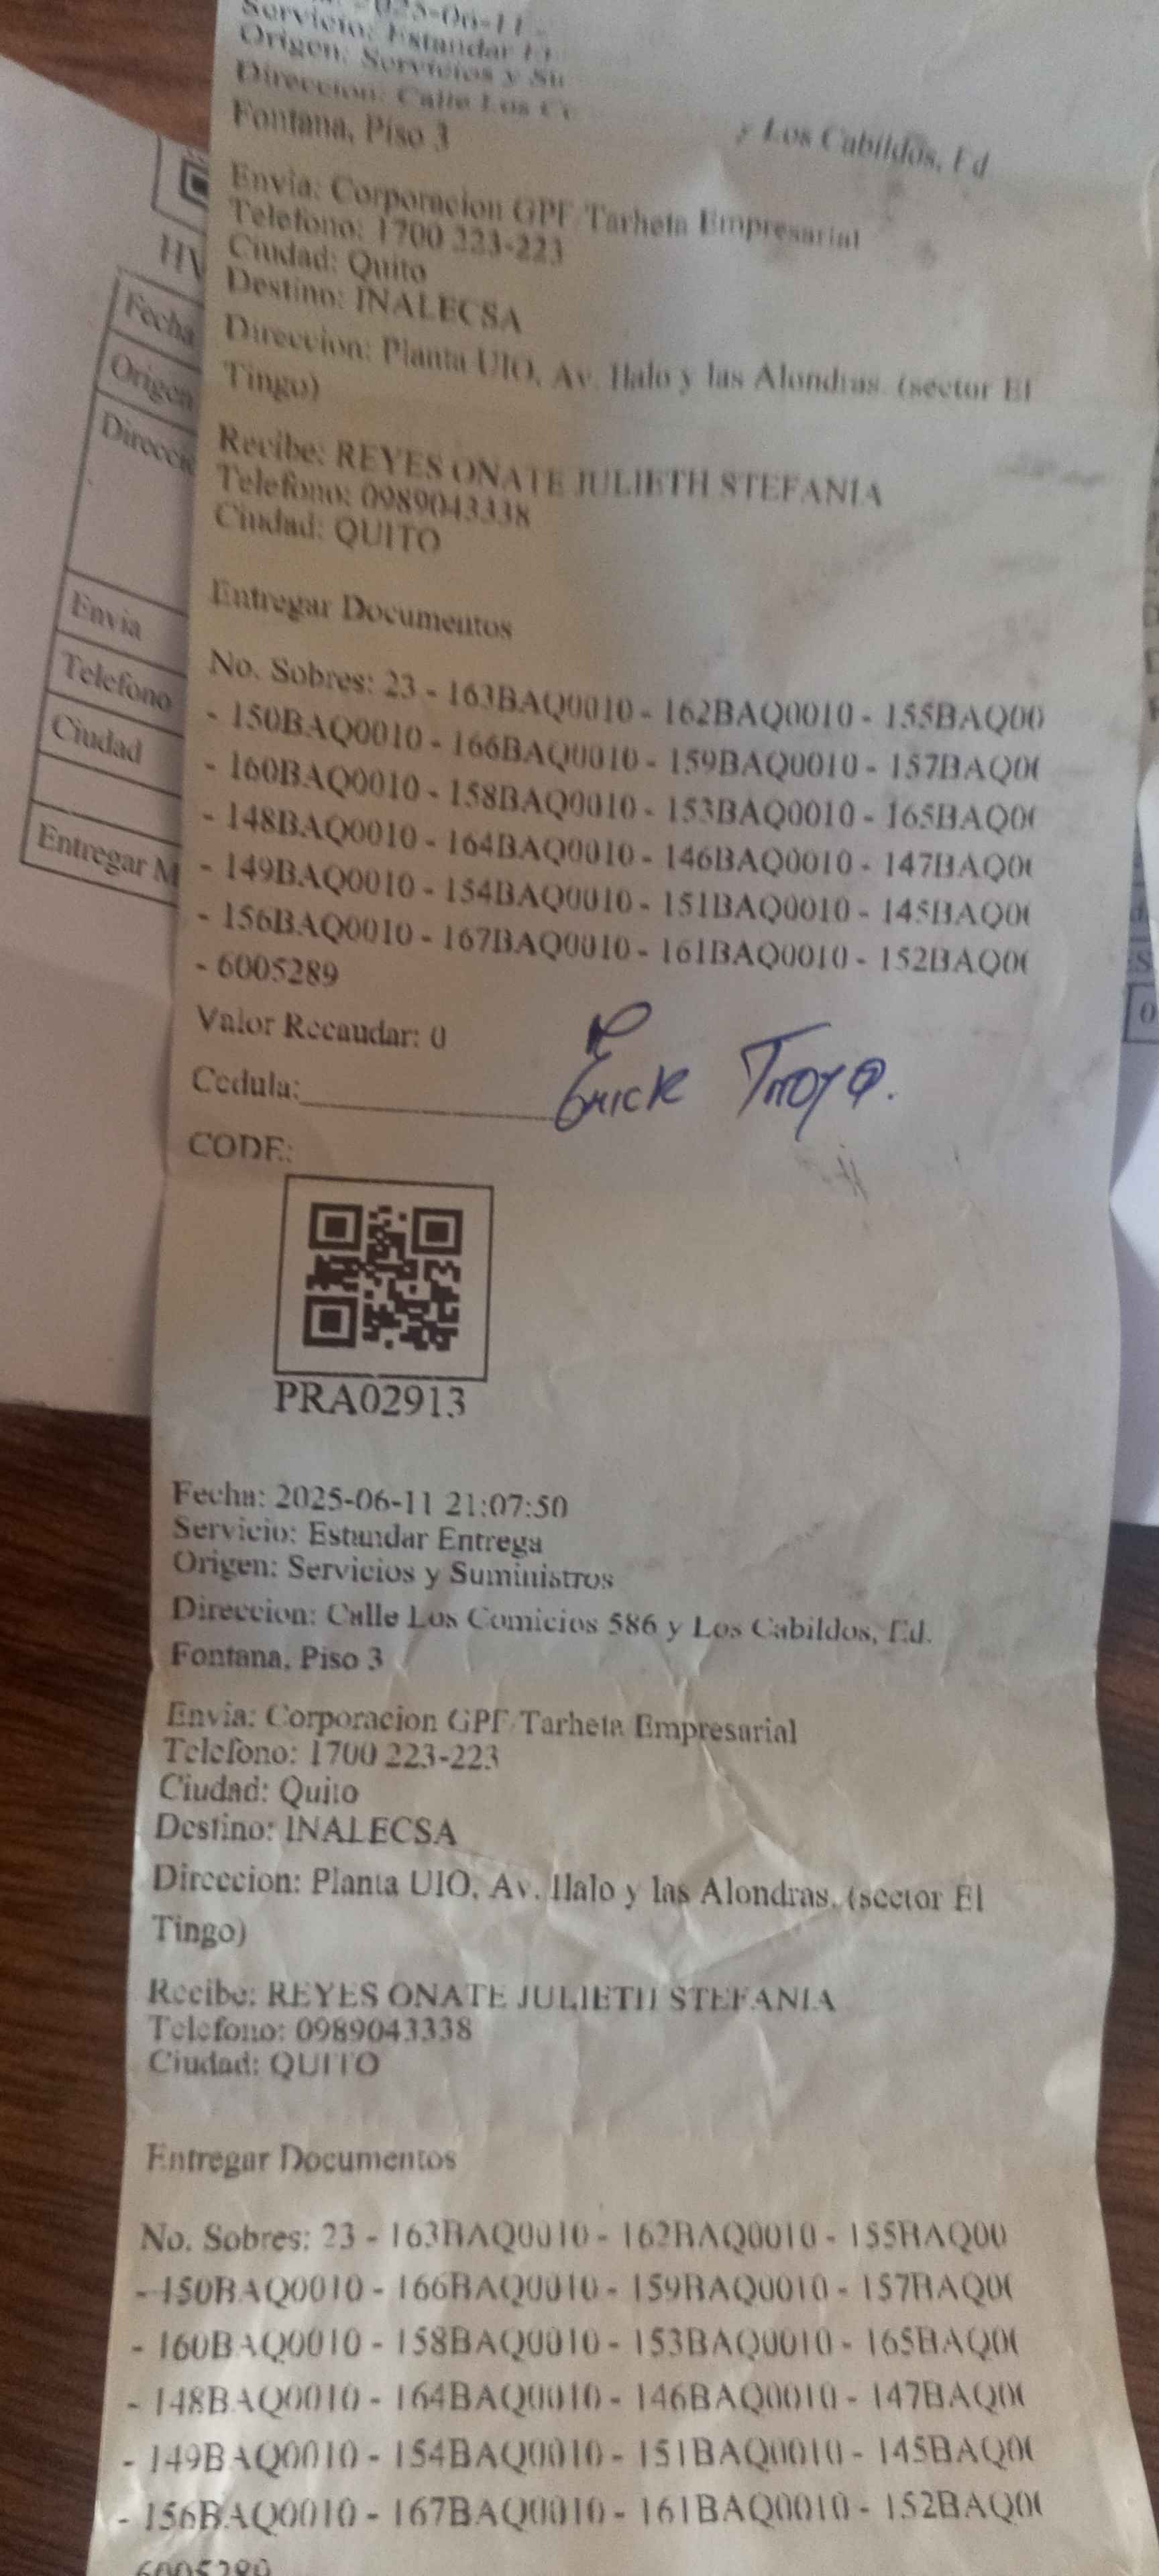 Servicio: Estandar
Origen: Servicios y Su
Direccion: Calle Los
y Los Cabildos, Ed
Fontana, Piso 3
Envia: Corporacion GPF Tarheta Empresarial
Telefono: 1700 223-223
Ciudad: Quito
Destino: INALECSA
Direccion: Planta UIO, Av. Ilalo y las Alondras. (sector El
Tingo)
Recibe: REYES ONATE JULIETH STEFANIA
Telefono: 0989043338
Ciudad: QUITO
Entregar Documentos
No. Sobres: 23 - 163BAQ0010 - 162BAQ0010 - 155BAQ00
- 150BAQ0010 - 166BAQ0010 - 159BAQ0010 - 157BAQ0
- 160BAQ0010 - 158BAQ0010 - 153BAQ0010 - 165BAQ0
- 148BAQ0010 - 164BAQ0010 - 146BAQ0010 - 147BAQ0
- 149BAQ0010 - 154BAQ0010 - 151BAQ0010 - 145BAQ0
- 156BAQ0010 - 167BAQ0010 - 161BAQ0010 - 152BAQ0
- 6005289
Valor Recaudar: 0
Cedula:____________ Erick Troya.
CODE:
PRA02913
Fecha: 2025-06-11 21:07:50
Servicio: Estandar Entrega
Origen: Servicios y Suministros
Direccion: Calle Los Comicios 586 y Los Cabildos, Ed.
Fontana, Piso 3
Envia: Corporacion GPF Tarheta Empresarial
Telefono: 1700 223-223
Ciudad: Quito
Destino: INALECSA
Direccion: Planta UIO, Av. Ilalo y las Alondras. (sector El
Tingo)
Recibe: REYES ONATE JULIETH STEFANIA
Telefono: 0989043338
Ciudad: QUITO
Entregar Documentos
No. Sobres: 23 - 163BAQ0010 - 162BAQ0010 - 155BAQ00
- 150BAQ0010 - 166BAQ0010 - 159BAQ0010 - 157BAQ0
- 160BAQ0010 - 158BAQ0010 - 153BAQ0010 - 165BAQ0
- 148BAQ0010 - 164BAQ0010 - 146BAQ0010 - 147BAQ0
- 149BAQ0010 - 154BAQ0010 - 151BAQ0010 - 145BAQ0
- 156BAQ0010 - 167BAQ0010 - 161BAQ0010 - 152BAQ0
6005289
Fecha
Origen
Direcci
Envia
Telefono
Ciudad
Entregar M